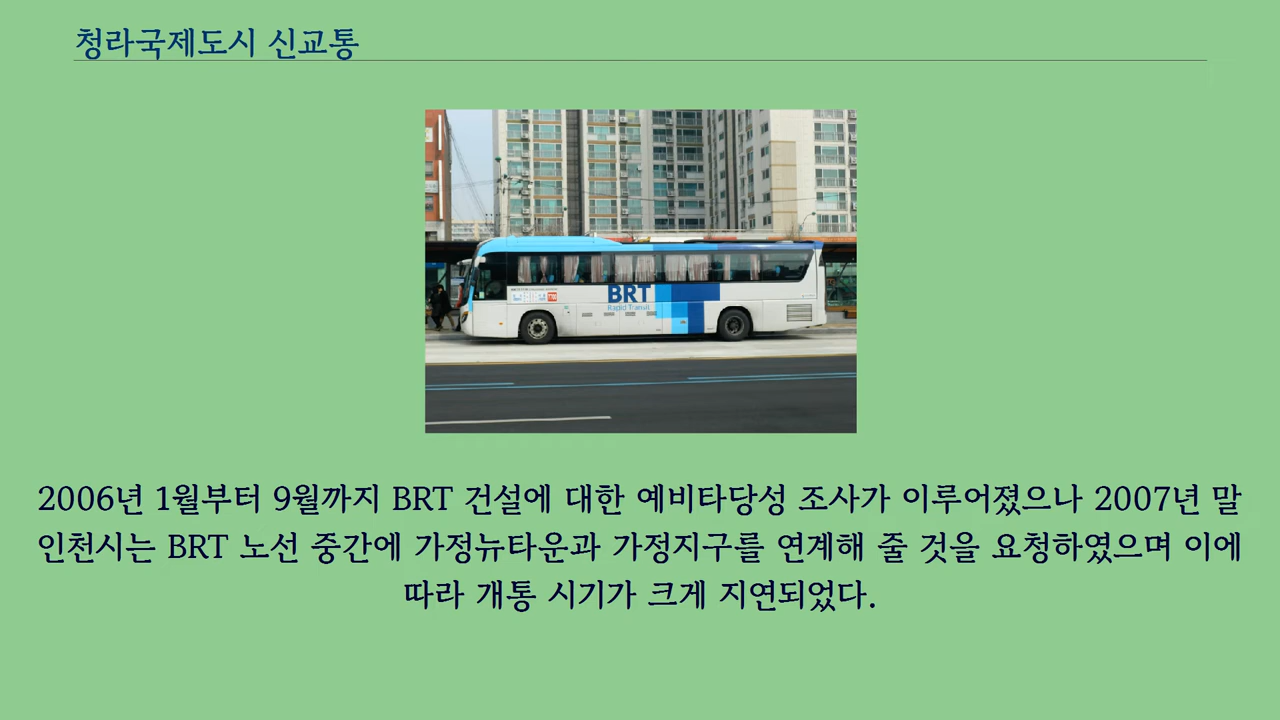 청라국제도시 신교통
BRT
Rapid Transit
2006년 1월부터 9월까지 BRT 건설에 대한 예비타당성 조사가 이루어졌으나 2007년 말
인천시는 BRT 노선 중간에 가정뉴타운과 가정지구를 연계해 줄 것을 요청하였으며 이에
따라 개통 시기가 크게 지연되었다.